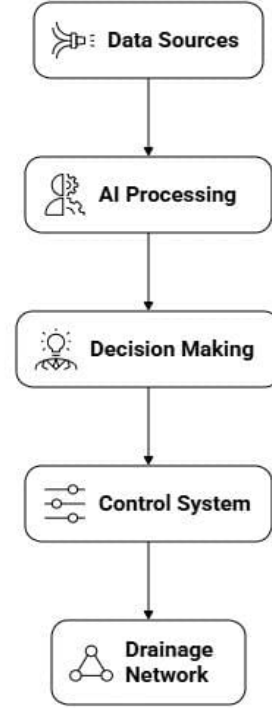 Data Sources
AI Processing
Decision Making
Control System
Drainage
Network